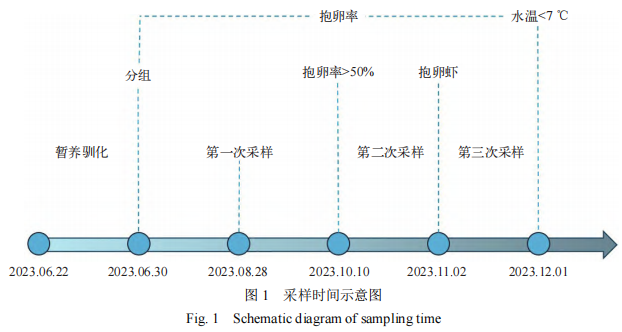 抱卵率
水温<7 ℃
分组
抱卵率>50%
抱卵虾
暂养驯化
第一次采样
第二次采样
第三次采样
2023.06.22
2023.06.30
2023.08.28
2023.10.10
2023.11.02
2023.12.01
图 1 采样时间示意图
Fig. 1 Schematic diagram of sampling time